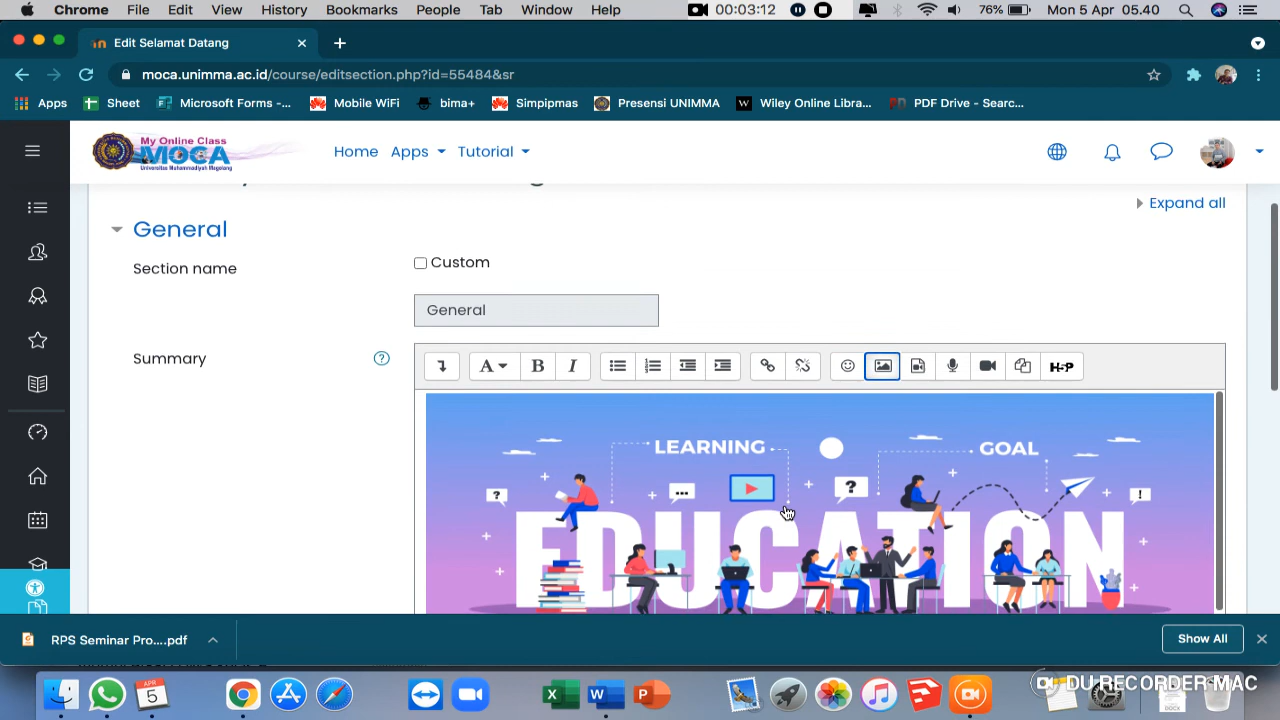 Chrome File Edit View History Bookmarks People Tab Window Help 00:03:12 76% Mon 5 Apr 05.40
Edit Selamat Datang
moca.unimma.ac.id/course/editsection.php?id=55484&sr
Apps Sheet Microsoft Forms -... Mobile WiFi bima+ Simpipmas Presensi UNIMMA Wiley Online Libra... PDF Drive - Searc...
My Online Class
MOCA
Universitas Muhammadiyah Magelang
Home Apps Tutorial
Expand all
General
Section name
Custom
General
Summary
A B I H5P
LEARNING GOAL
? ... ? !
EDUCATION
RPS Seminar Pro....pdf
Show All
DU RECORDER MAC